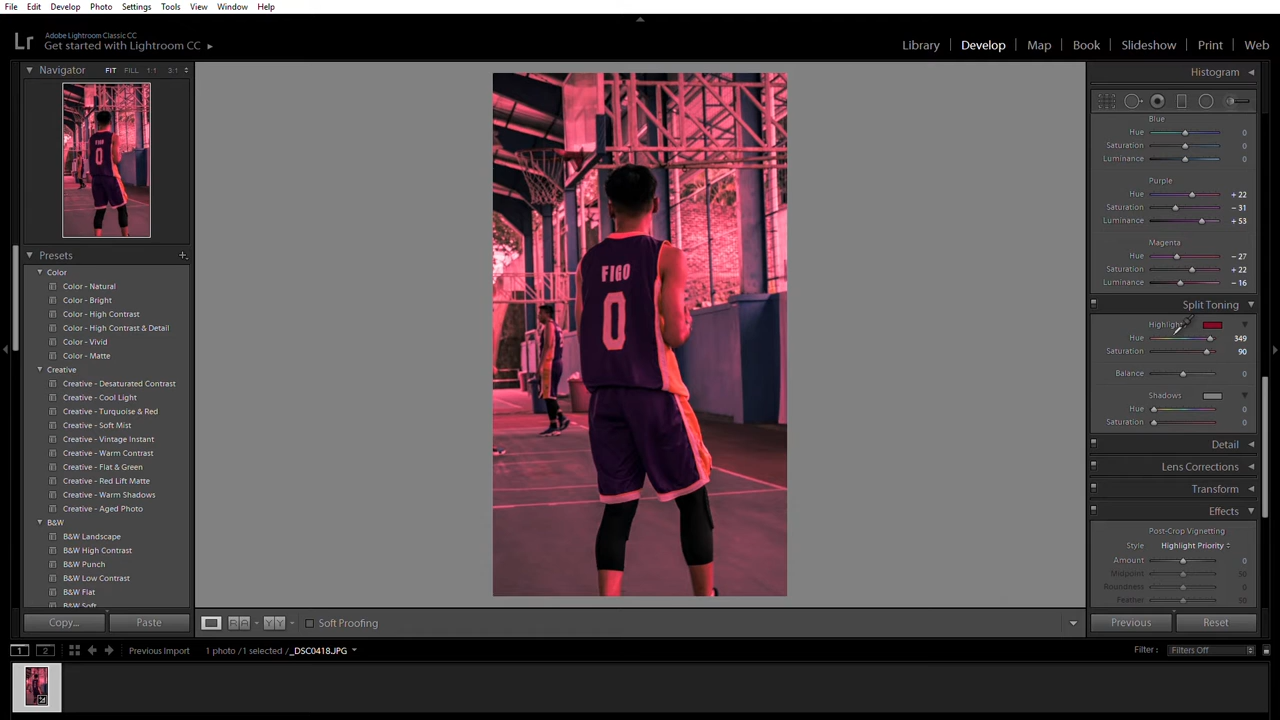 File Edit Develop Photo Settings Tools View Window Help
Lr
Adobe Lightroom Classic CC
Get started with Lightroom CC
Library Develop Map Book Slideshow Print Web
Navigator FIT FILL 1:1 3:1
Presets
Color
Color - Natural
Color - Bright
Color - High Contrast
Color - High Contrast & Detail
Color - Vivid
Color - Matte
Creative
Creative - Desaturated Contrast
Creative - Cool Light
Creative - Turquoise & Red
Creative - Soft Mist
Creative - Vintage Instant
Creative - Warm Contrast
Creative - Flat & Green
Creative - Red Lift Matte
Creative - Warm Shadows
Creative - Aged Photo
B&W
B&W Landscape
B&W High Contrast
B&W Punch
B&W Low Contrast
B&W Flat
B&W Soft
Copy... Paste
FIGO
0
Soft Proofing
Histogram
Blue
Hue 0
Saturation 0
Luminance 0
Purple
Hue + 22
Saturation - 31
Luminance + 53
Magenta
Hue - 27
Saturation + 22
Luminance - 16
Split Toning
Hue 349
Saturation 90
Balance 0
Shadows
Hue 0
Saturation 0
Detail
Lens Corrections
Transform
Effects
Post-Crop Vignetting
Style Highlight Priority
Amount 0
Midpoint 50
Roundness 0
Feather 50
Previous Reset
1 2 Previous Import 1 photo / 1 selected / _DSC0418.JPG
Filter : Filters Off